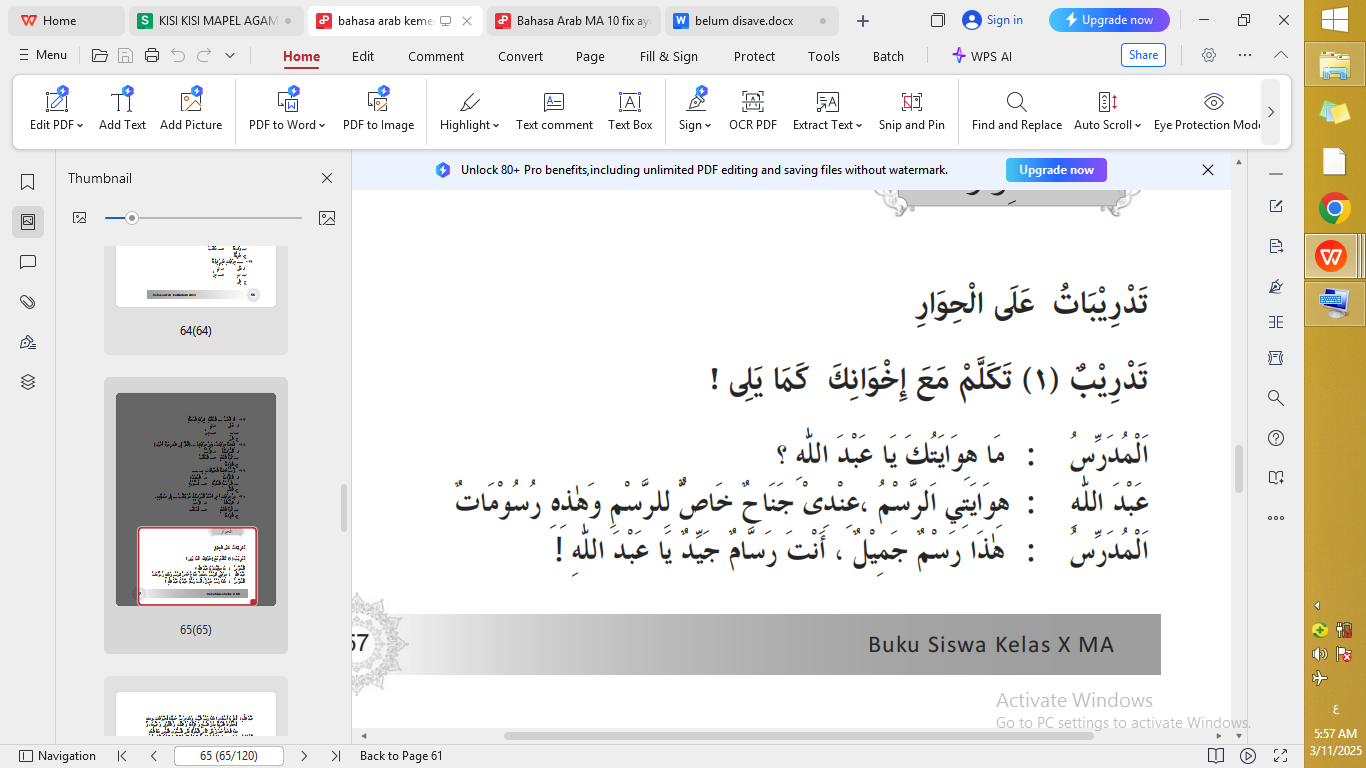 Home
KISI KISI MAPEL AGAM
bahasa arab keme
Bahasa Arab MA 10 fix ay
belum disave.docx
Sign in
Upgrade now
Menu
Home
Edit
Comment
Convert
Page
Fill & Sign
Protect
Tools
Batch
WPS AI
Share
Edit PDF
Add Text
Add Picture
PDF to Word
PDF to Image
Highlight
Text comment
Text Box
Sign
OCR PDF
Extract Text
Snip and Pin
Find and Replace
Auto Scroll
Eye Protection Mode
Unlock 80+ Pro benefits,including unlimited PDF editing and saving files without watermark.
Upgrade now
Thumbnail
64(64)
65(65)
تَدْرِيْبَاتُ عَلَى الْحِوَارِ
تَدْرِيْبٌ (١) تَكَلَّمْ مَعَ إِخْوَانِكَ كَمَا يَلِى !
اَلْمُدَرِّسُ : مَا هِوَايَتُكَ يَا عَبْدَ اللّٰهِ ؟
عَبْدَ اللّٰهِ : هِوَايَتِي اَلرَّسْمُ ،عِنْدِىْ جَنَاحٌ خَاصٌّ لِلرَّسْمِ وَهٰذِهِ رُسُوْمَاتٌ
اَلْمُدَرِّسُ : هٰذَا رَسْمٌ جَمِيْلٌ ، أَنْتَ رَسَّامٌ جَيِّدٌ يَا عَبْدَ اللّٰهِ !
57
Buku Siswa Kelas X MA
Activate Windows
Go to PC settings to activate Windows.
Navigation
65 (65/120)
Back to Page 61
ع
5:57 AM
3/11/2025